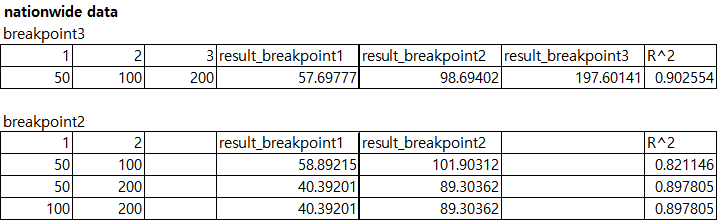 nationwide data
breakpoint3
1 2 3 result_breakpoint1 result_breakpoint2 result_breakpoint3 R^2
50 100 200 57.69777 98.69402 197.60141 0.902554
breakpoint2
1 2 result_breakpoint1 result_breakpoint2 R^2
50 100 58.89215 101.90312 0.821146
50 200 40.39201 89.30362 0.897805
100 200 40.39201 89.30362 0.897805